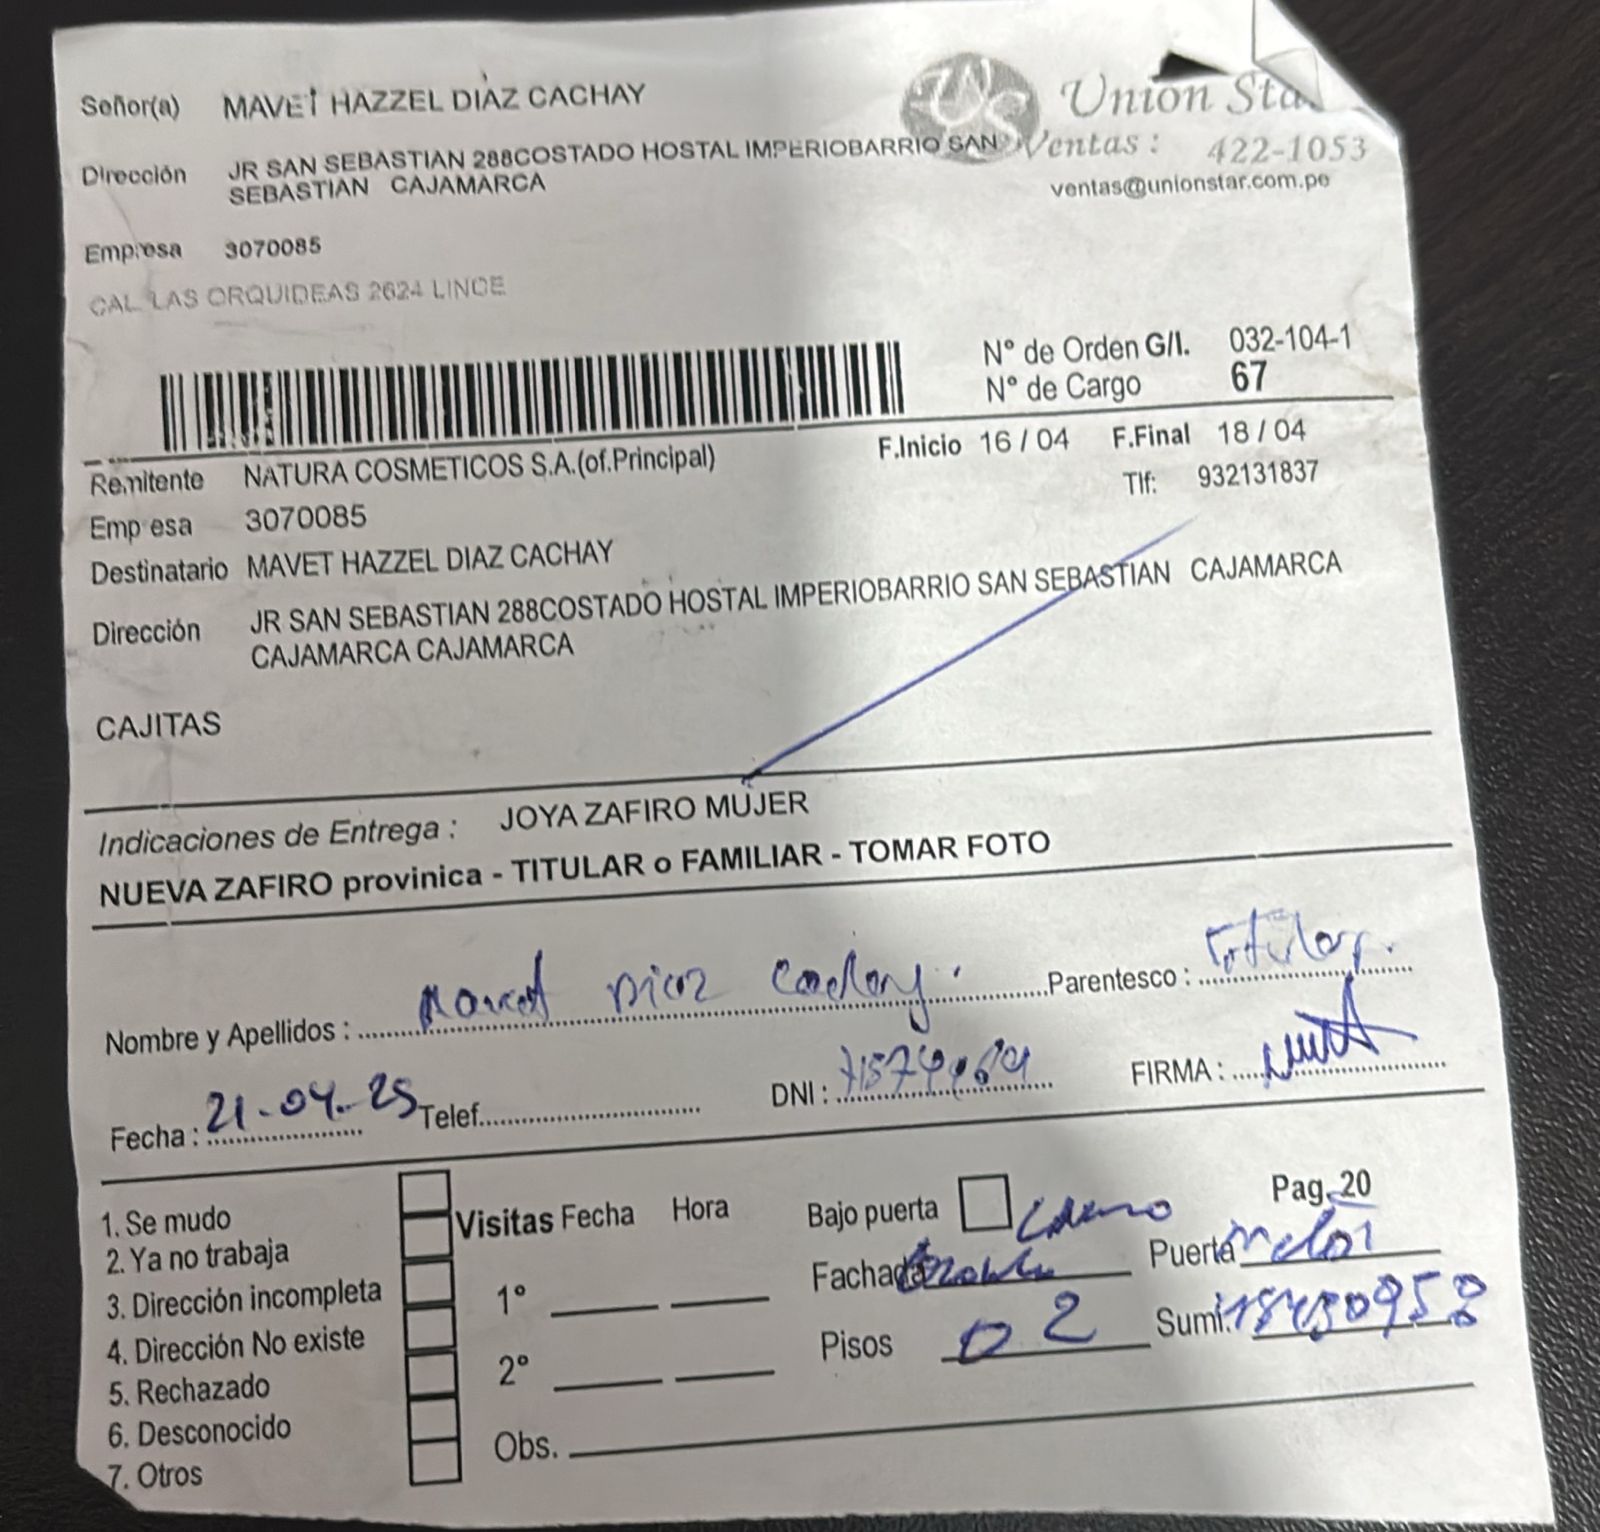 Señor(a) MAVET HAZZEL DIAZ CACHAY
Union Sta
Dirección JR SAN SEBASTIAN 288COSTADO HOSTAL IMPERIOBARRIO SAN
SEBASTIAN CAJAMARCA
Ventas: 422-1053
ventas@unionstar.com.pe
Empresa 3070085
CAL. LAS ORQUIDEAS 2624 LINCE
N° de Orden G/I. 032-104-1
N° de Cargo 67
F.Inicio 16 / 04 F.Final 18 / 04
Remitente NATURA COSMETICOS S.A.(of.Principal)
Tlf: 932131837
Emp esa 3070085
Destinatario MAVET HAZZEL DIAZ CACHAY
Dirección JR SAN SEBASTIAN 288COSTADO HOSTAL IMPERIOBARRIO SAN SEBASTIAN CAJAMARCA
CAJAMARCA CAJAMARCA
CAJITAS
Indicaciones de Entrega : JOYA ZAFIRO MUJER
NUEVA ZAFIRO provinica - TITULAR o FAMILIAR - TOMAR FOTO
Nombre y Apellidos : Mavet Diaz Cachay. Parentesco : Titular.
Fecha : 21-04-25 Telef. DNI : FIRMA :
1. Se mudo
2. Ya no trabaja
3. Dirección incompleta
4. Dirección No existe
5. Rechazado
6. Desconocido
7. Otros
Visitas Fecha Hora
1°
2°
Obs.
Bajo puerta Pag. 20
Fachada Puerta
Pisos 02 Sumi: